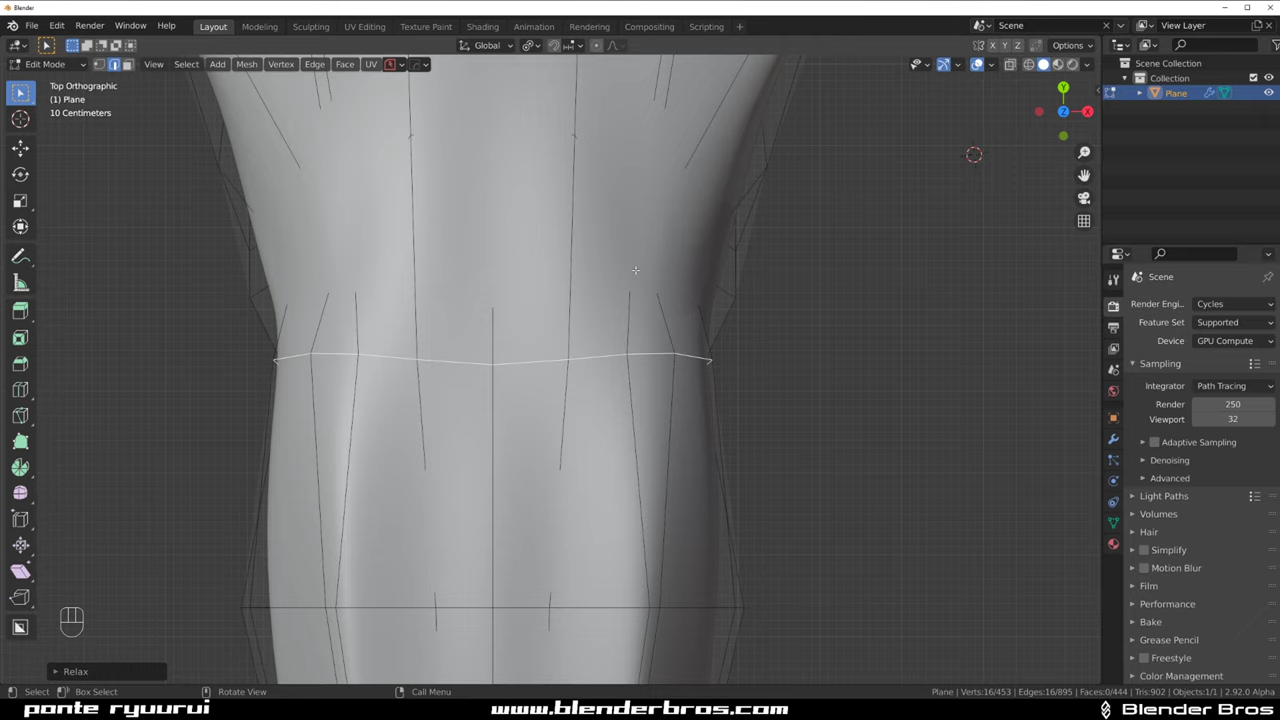 Blender
File Edit Render Window Help Layout Modeling Sculpting UV Editing Texture Paint Shading Animation Rendering Compositing Scripting + Scene View Layer
Global X Y Z Options
Edit Mode View Select Add Mesh Vertex Edge Face UV
Scene Collection
Collection
Plane
Top Orthographic
(1) Plane
10 Centimeters
Y
Z
X
Scene
Render Engi... Cycles
Feature Set Supported
Device GPU Compute
Sampling
Integrator Path Tracing
Render 250
Viewport 32
Adaptive Sampling
Denoising
Advanced
Light Paths
Volumes
Hair
Simplify
Motion Blur
Film
Performance
Bake
Grease Pencil
Freestyle
Color Management
Relax
Select Box Select Rotate View Call Menu Plane | Verts:16/453 | Edges:16/895 | Faces:0/444 | Tris:902 | Objects:1/1 | 2.92.0 Alpha
ponte ryuurui www.blenderbros.com Blender Bros